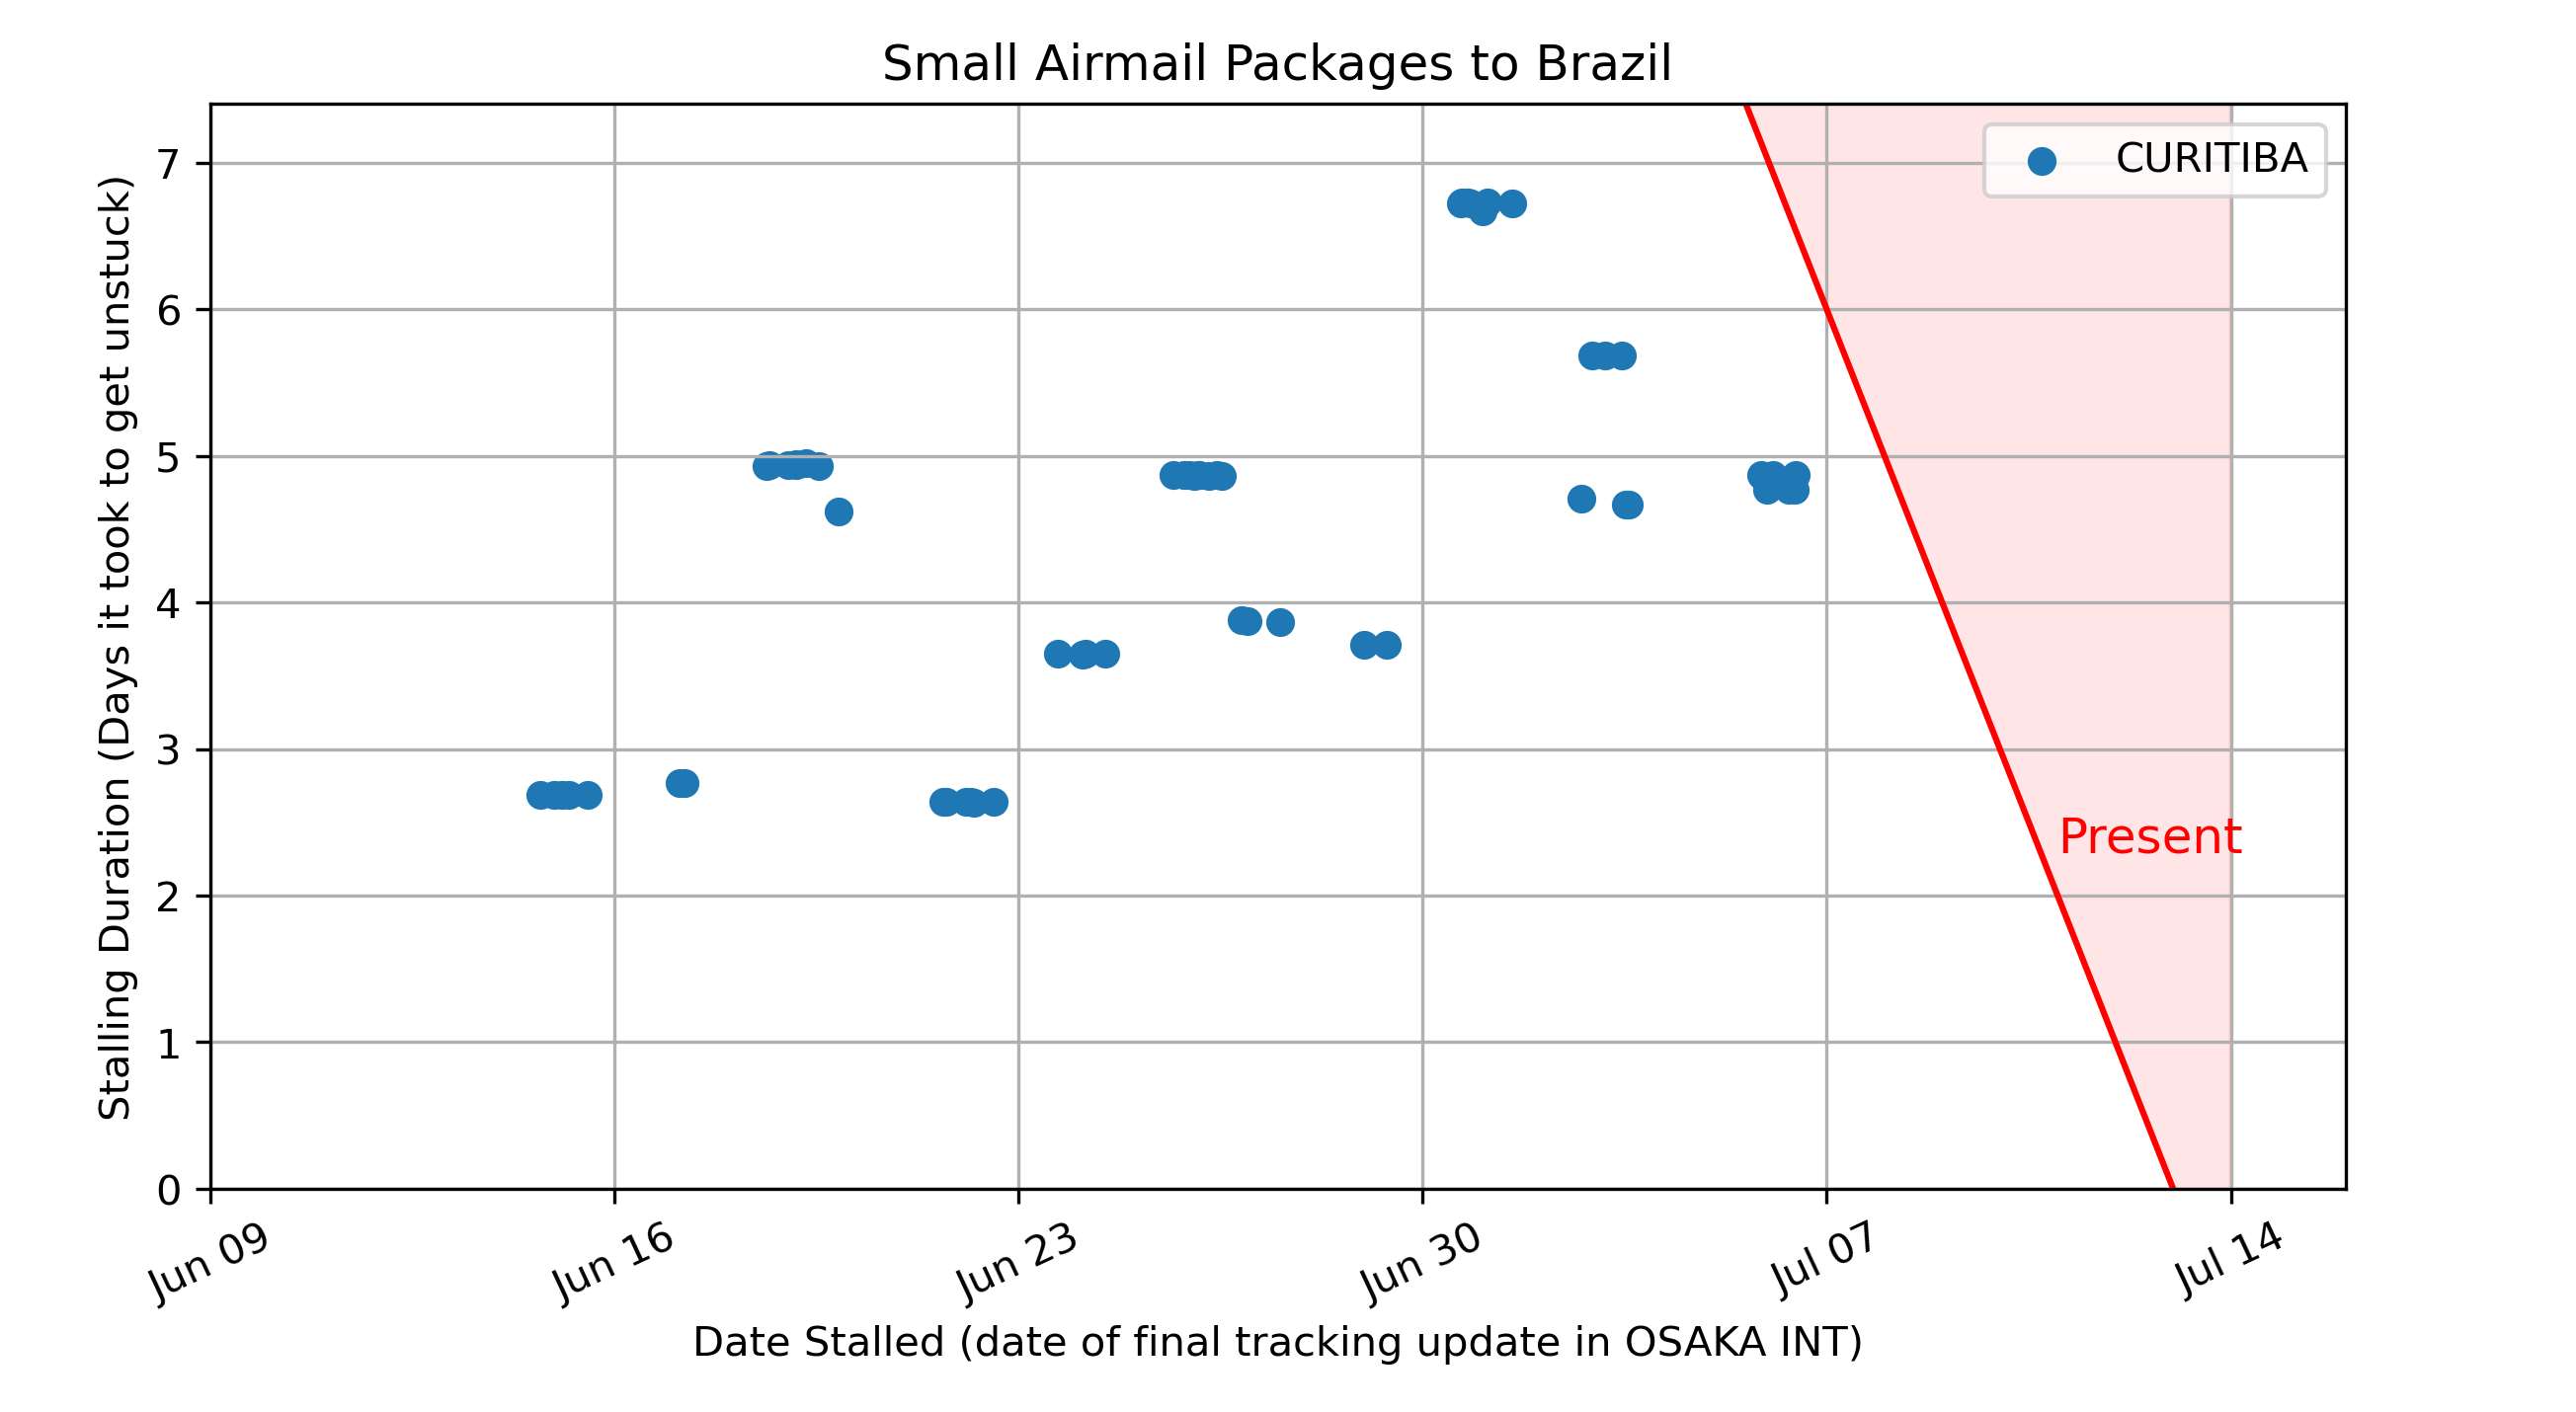 Small Airmail Packages to Brazil
CURITIBA
Stalling Duration (Days it took to get unstuck)
7
6
5
4
3
2
1
0
Present
Jun 09
Jun 16
Jun 23
Jun 30
Jul 07
Jul 14
Date Stalled (date of final tracking update in OSAKA INT)